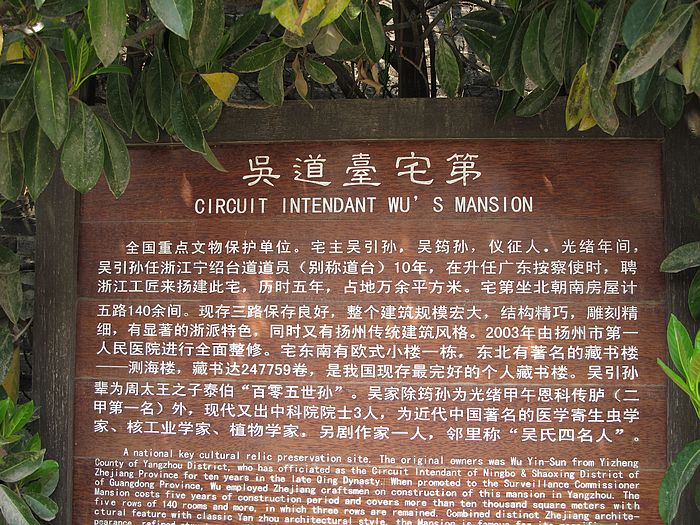 吳道臺宅第
CIRCUIT INTENDANT WU'S MANSION
全国重点文物保护单位。宅主吴引孙，吴筠孙，仪征人。光绪年间，
吴引孙任浙江宁绍台道道员（别称道台）10年，在升任广东按察使时，聘
浙江工匠来扬建此宅，历时五年，占地万余平方米。宅第坐北朝南房屋计
五路140余间。现存三路保存良好，整个建筑规模宏大，结构精巧，雕刻精
细，有显著的浙派特色，同时又有扬州传统建筑风格。2003年由扬州市第一
人民医院进行全面整修。宅东南有欧式小楼一栋，东北有著名的藏书楼
——测海楼，藏书达247759卷，是我国现存最完好的个人藏书楼。吴引孙
辈为周太王之子泰伯“百零五世孙”。吴家除筠孙为光绪甲午恩科传胪（二
甲第一名）外，现代又出中科院院士3人，为近代中国著名的医学寄生虫学
家、核工业学家、植物学家。另剧作家一人，邻里称“吴氏四名人”。
A national key cultural relic preservation site. The original owners was Wu Yin-Sun from Yizheng
County of Yangzhou District, who has officiated as the Circuit Intendant of Ningbo & Shaoxing District of
Zhejiang Province for ten years in the late Qing Dynasty. When promoted to the Surveillance Commissioner
of Guangdong Province, Wu employed Zhejiang craftsmen on construction of this mansion in Yangzhou. The
Mansion costs five years of construction period and covers more than ten thousand square meters with
five rows of 140 rooms and more, in which three rows are remained. Combined distinct Zhejiang archite-
ctural feature with classic Yan zhou architectural style, the Mansion is famous for